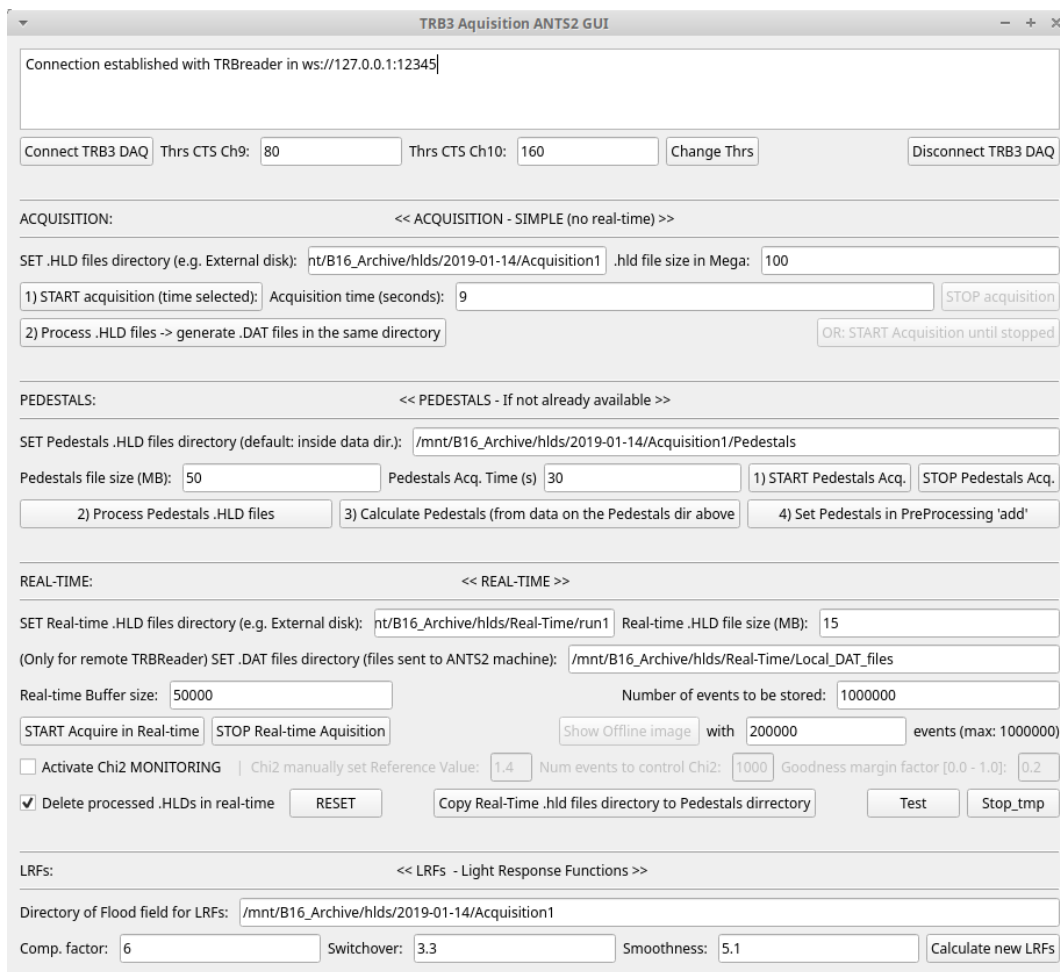 TRB3 Aquisition ANTS2 GUI
Connection established with TRBreader in ws://127.0.0.1:12345
Connect TRB3 DAQ Thrs CTS Ch9: 80 Thrs CTS Ch10: 160 Change Thrs Disconnect TRB3 DAQ
ACQUISITION: << ACQUISITION - SIMPLE (no real-time) >>
SET .HLD files directory (e.g. External disk): nt/B16_Archive/hlds/2019-01-14/Acquisition1 .hld file size in Mega: 100
1) START acquisition (time selected): Acquisition time (seconds): 9 STOP acquisition
2) Process .HLD files -> generate .DAT files in the same directory OR: START Acquisition until stopped
PEDESTALS: << PEDESTALS - If not already available >>
SET Pedestals .HLD files directory (default: inside data dir.): /mnt/B16_Archive/hlds/2019-01-14/Acquisition1/Pedestals
Pedestals file size (MB): 50 Pedestals Acq. Time (s) 30 1) START Pedestals Acq. STOP Pedestals Acq.
2) Process Pedestals .HLD files 3) Calculate Pedestals (from data on the Pedestals dir above 4) Set Pedestals in PreProcessing 'add'
REAL-TIME: << REAL-TIME >>
SET Real-time .HLD files directory (e.g. External disk): nt/B16_Archive/hlds/Real-Time/run1 Real-time .HLD file size (MB): 15
(Only for remote TRBReader) SET .DAT files directory (files sent to ANTS2 machine): /mnt/B16_Archive/hlds/Real-Time/Local_DAT_files
Real-time Buffer size: 50000 Number of events to be stored: 1000000
START Acquire in Real-time STOP Real-time Aquisition Show Offline image with 200000 events (max: 1000000)
Activate Chi2 MONITORING | Chi2 manually set Reference Value: 1.4 Num events to control Chi2: 1000 Goodness margin factor [0.0 - 1.0]: 0.2
Delete processed .HLDs in real-time RESET Copy Real-Time .hld files directory to Pedestals dirrectory Test Stop_tmp
LRFs: << LRFs - Light Response Functions >>
Directory of Flood field for LRFs: /mnt/B16_Archive/hlds/2019-01-14/Acquisition1
Comp. factor: 6 Switchover: 3.3 Smoothness: 5.1 Calculate new LRFs